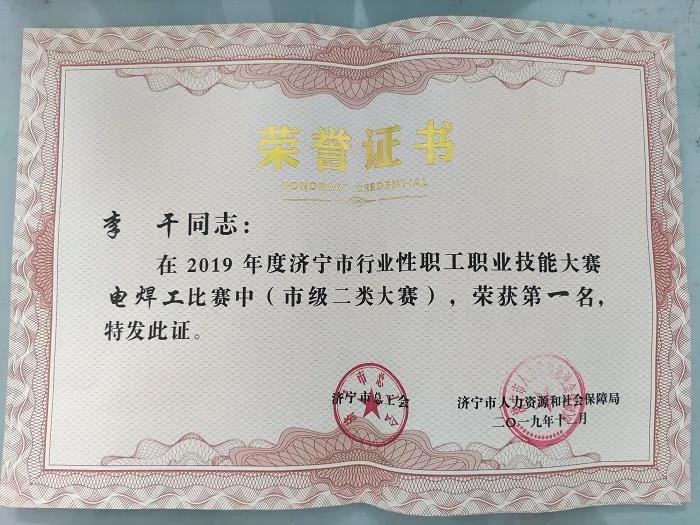 荣誉证书
HONORARY CREDENTIAL
李 干同志：
在 2019 年度济宁市行业性职工职业技能大赛
电焊工比赛中（市级二类大赛），荣获第一名，
特发此证。
济宁市总工会 济宁市人力资源和社会保障局
二〇一九年十二月